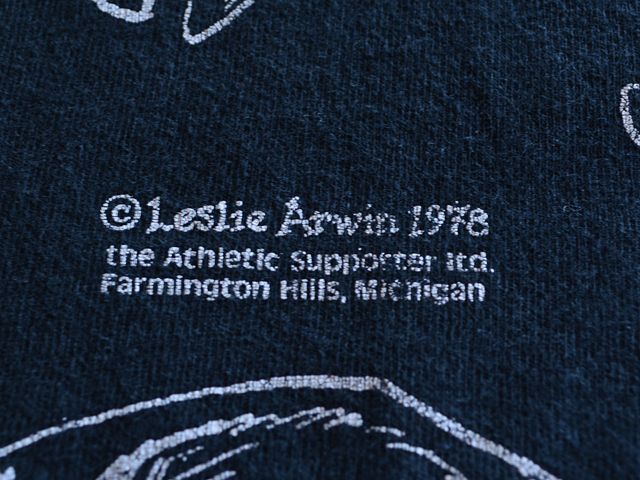 ©Leslie Arwin 1978
the Athletic Supporter ltd.
Farmington Hills, Michigan